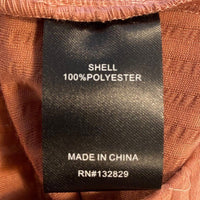 SHELL
100%POLYESTER
MADE IN CHINA
RN#132829